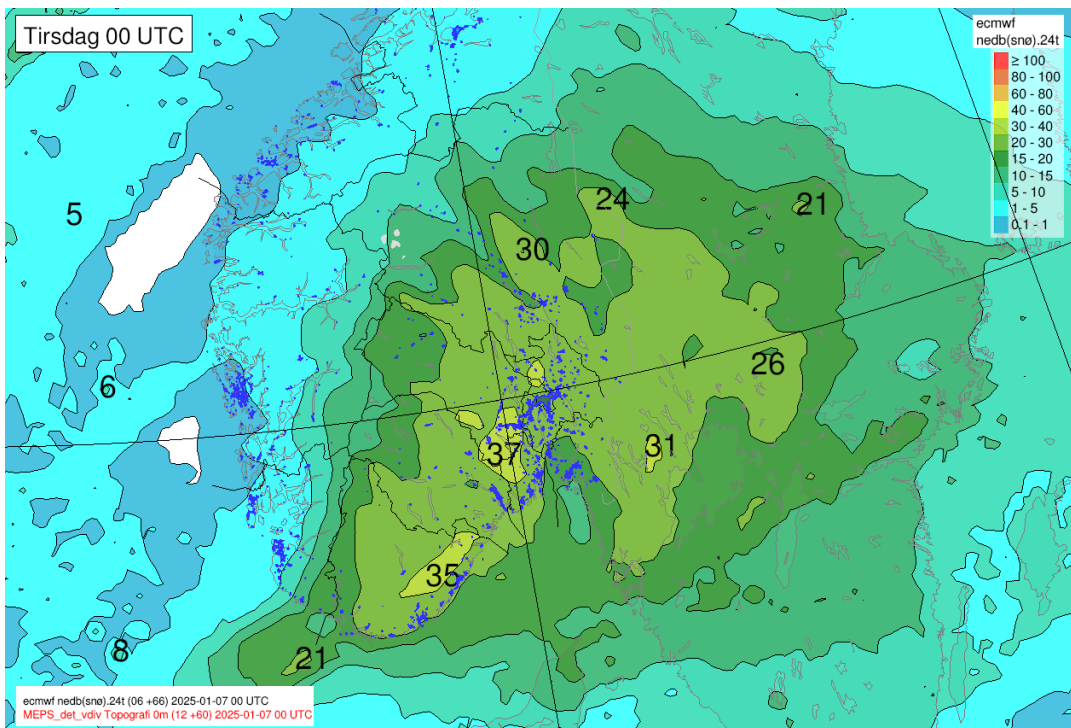 Tirsdag 00 UTC
ecmwf
nedb(snø).24t
≥ 100
80 - 100
60 - 80
40 - 60
30 - 40
20 - 30
15 - 20
10 - 15
5 - 10
1 - 5
0.1 - 1
5
24
21
30
6
26
37
31
35
8
21
ecmwf nedb(snø).24t (06 +66) 2025-01-07 00 UTC
MEPS_det_vdiv Topografi 0m (12 +60) 2025-01-07 00 UTC